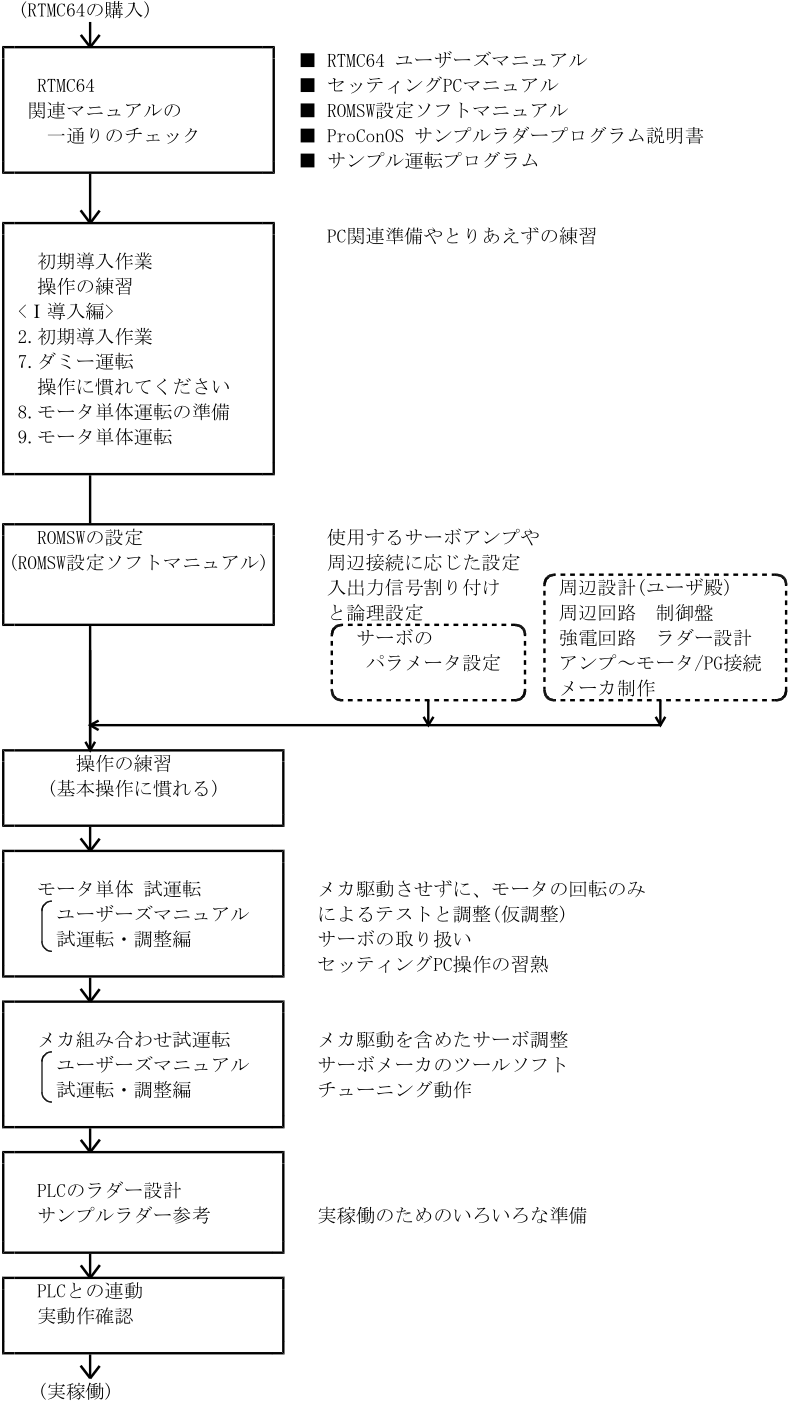 (RTMC64の購入)
RTMC64
関連マニュアルの
一通りのチェック
■ RTMC64 ユーザーズマニュアル
■ セッティングPCマニュアル
■ ROMSW設定ソフトマニュアル
■ ProConOS サンプルラダープログラム説明書
■ サンプル運転プログラム
初期導入作業
操作の練習
<Ⅰ導入編>
2.初期導入作業
7.ダミー運転
操作に慣れてください
8.モータ単体運転の準備
9.モータ単体運転
PC関連準備やとりあえずの練習
ROMSWの設定
(ROMSW設定ソフトマニュアル)
使用するサーボアンプや
周辺接続に応じた設定
入出力信号割り付け
と論理設定
サーボの
パラメータ設定
周辺設計(ユーザ殿)
周辺回路 制御盤
強電回路 ラダー設計
アンプ～モータ/PG接続
メーカ制作
操作の練習
(基本操作に慣れる)
モータ単体 試運転
ユーザーズマニュアル
試運転・調整編
メカ駆動させずに、モータの回転のみ
によるテストと調整(仮調整)
サーボの取り扱い
セッティングPC操作の習熟
メカ組み合わせ試運転
ユーザーズマニュアル
試運転・調整編
メカ駆動を含めたサーボ調整
サーボメーカのツールソフト
チューニング動作
PLCのラダー設計
サンプルラダー参考
実稼働のためのいろいろな準備
PLCとの連動
実動作確認
(実稼働)